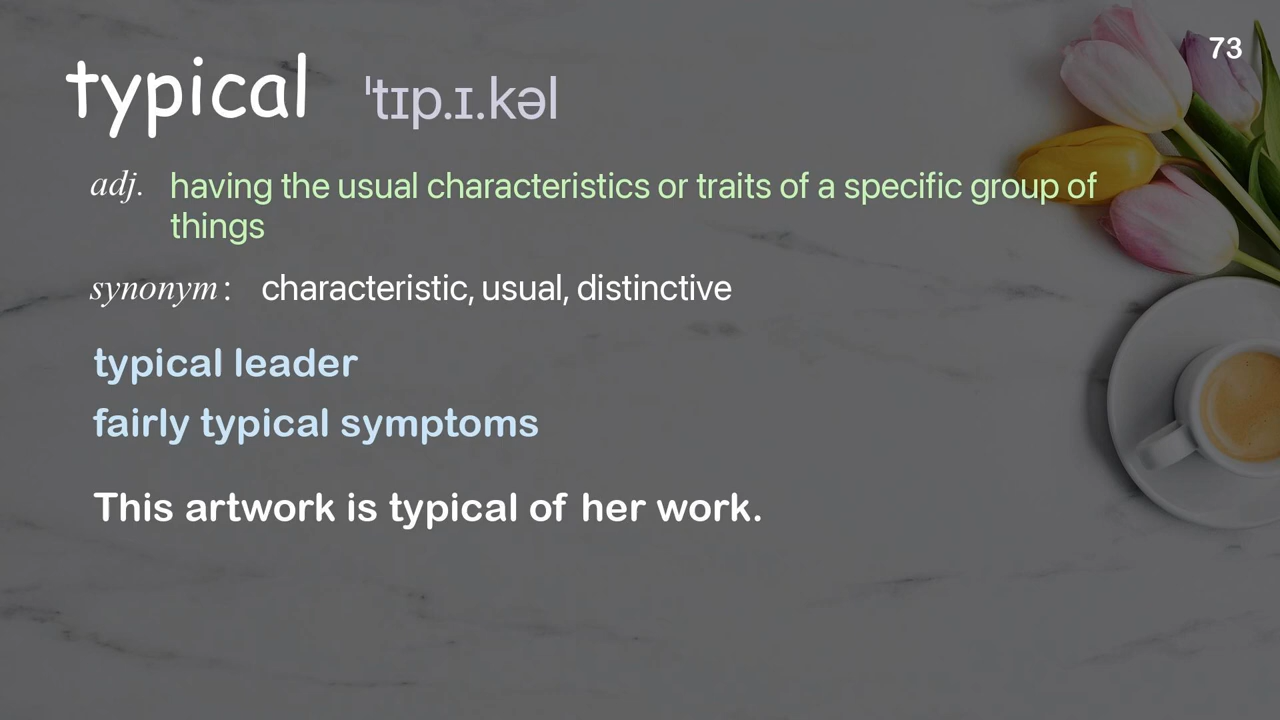 73
typical ˈtɪp.ɪ.kəl
adj. having the usual characteristics or traits of a specific group of
things
synonym: characteristic, usual, distinctive
typical leader
fairly typical symptoms
This artwork is typical of her work.